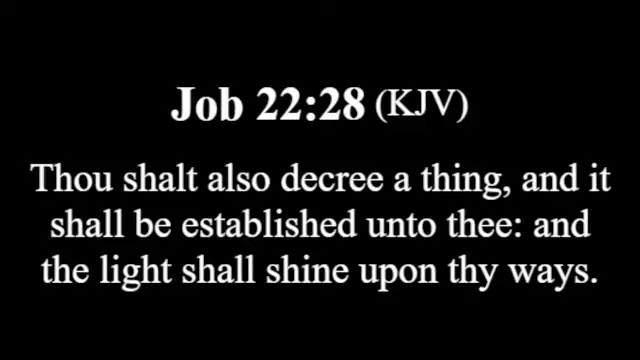 Job 22:28 (KJV)
Thou shalt also decree a thing, and it
shall be established unto thee: and
the light shall shine upon thy ways.